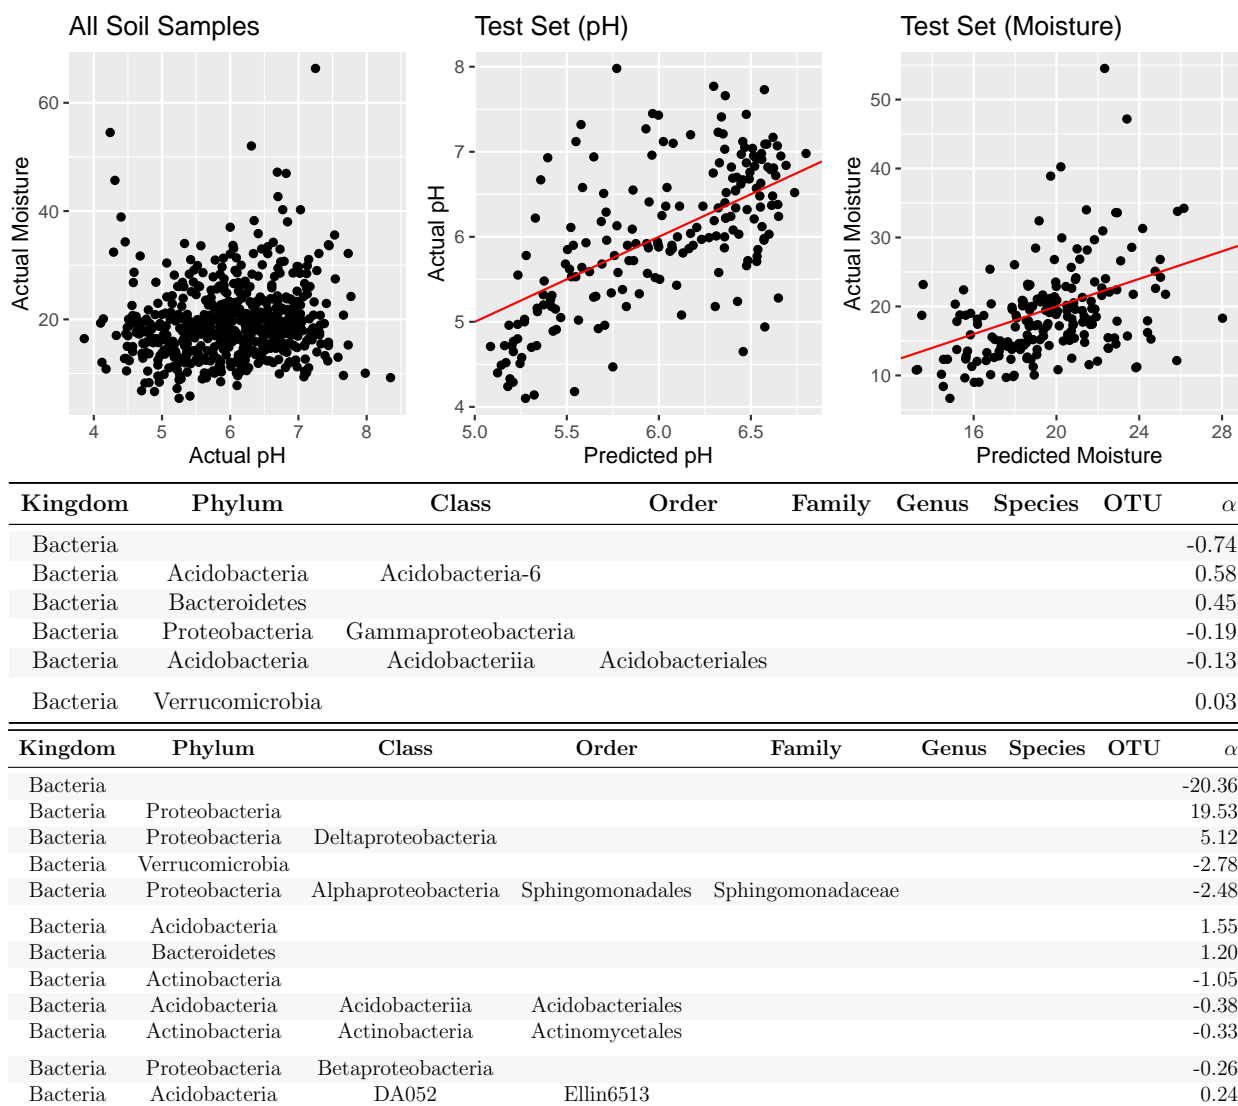 All Soil Samples
Test Set (pH)
Test Set (Moisture)
Actual Moisture
60
40
20
4 5 6 7 8
Actual pH
Actual pH
8
7
6
5
4
5.0 5.5 6.0 6.5
Predicted pH
Actual Moisture
50
40
30
20
10
16 20 24 28
Predicted Moisture
Kingdom Phylum Class Order Family Genus Species OTU α
Bacteria -0.74
Bacteria Acidobacteria Acidobacteria-6 0.58
Bacteria Bacteroidetes 0.45
Bacteria Proteobacteria Gammaproteobacteria -0.19
Bacteria Acidobacteria Acidobacteriia Acidobacteriales -0.13
Bacteria Verrucomicrobia 0.03
Kingdom Phylum Class Order Family Genus Species OTU α
Bacteria -20.36
Bacteria Proteobacteria 19.53
Bacteria Proteobacteria Deltaproteobacteria 5.12
Bacteria Verrucomicrobia -2.78
Bacteria Proteobacteria Alphaproteobacteria Sphingomonadales Sphingomonadaceae -2.48
Bacteria Acidobacteria 1.55
Bacteria Bacteroidetes 1.20
Bacteria Actinobacteria -1.05
Bacteria Acidobacteria Acidobacteriia Acidobacteriales -0.38
Bacteria Actinobacteria Actinobacteria Actinomycetales -0.33
Bacteria Proteobacteria Betaproteobacteria -0.26
Bacteria Acidobacteria DA052 Ellin6513 0.24